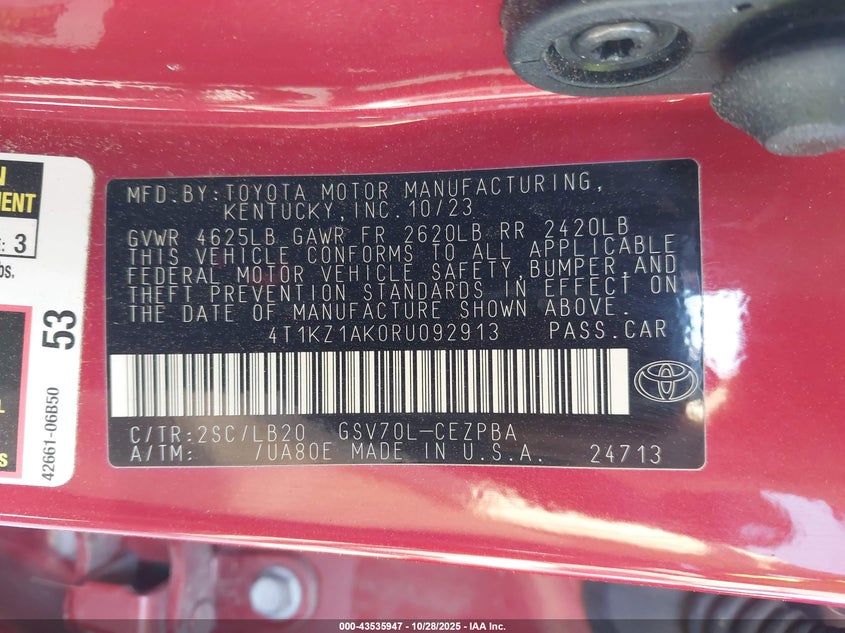 N
EMENT
: 3
bs.
L
s
53
42661-06B50
MFD.BY:TOYOTA MOTOR MANUFACTURING,
KENTUCKY, INC.10/23
GVWR 4625LB GAWR FR 2620LB RR 2420LB
THIS VEHICLE CONFORMS TO ALL APPLICABLE
FEDERAL MOTOR VEHICLE SAFETY,BUMPER,AND
THEFT PREVENTION STANDARDS IN EFFECT ON
THE DATE OF MANUFACTURE SHOWN ABOVE.
4T1KZ1AK0RU092913 PASS.CAR
C/TR:2SC/LB20 GSV70L-CEZPBA
A/TM: /UA80E MADE IN U.S.A. 24713
000-43535947 - 10/28/2025 - IAA Inc.